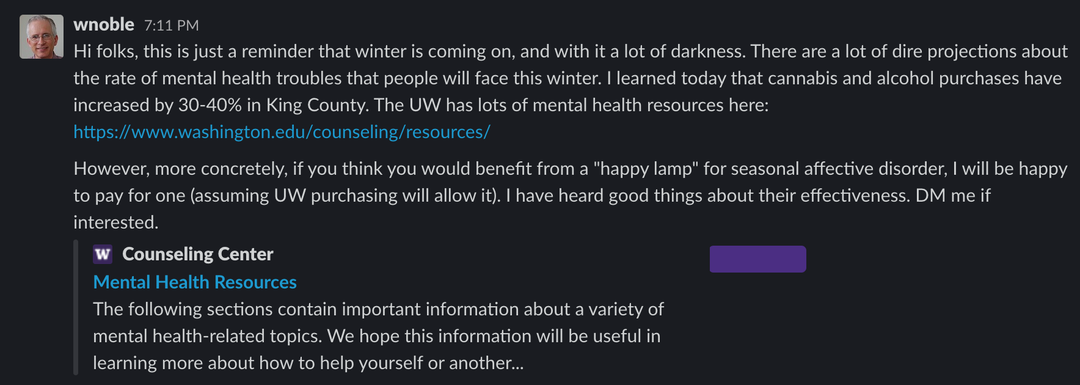 wnoble 7:11 PM
Hi folks, this is just a reminder that winter is coming on, and with it a lot of darkness. There are a lot of dire projections about
the rate of mental health troubles that people will face this winter. I learned today that cannabis and alcohol purchases have
increased by 30-40% in King County. The UW has lots of mental health resources here:
https://www.washington.edu/counseling/resources/
However, more concretely, if you think you would benefit from a "happy lamp" for seasonal affective disorder, I will be happy
to pay for one (assuming UW purchasing will allow it). I have heard good things about their effectiveness. DM me if
interested.
W Counseling Center
Mental Health Resources
The following sections contain important information about a variety of
mental health-related topics. We hope this information will be useful in
learning more about how to help yourself or another...